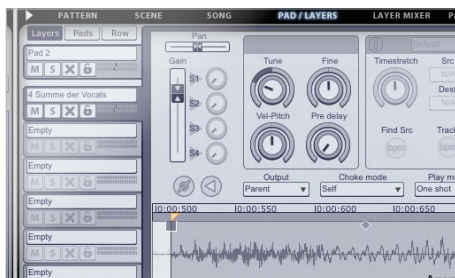 PATTERN SCENE SONG PAD / LAYERS LAYER MIXER
Layers Pads Row
Pan
Default
Pad 2
Gain
Tune Fine
Timestretch Src
M S X
S1
N/A
4 Summe der Vocals
S2
Dest
M S X
N/A
Empty
Vel-Pitch Pre delay
S3
M S X
S4
Find Src Track
Empty
bpm bpm
M S X
Empty
Output Choke mode Play m
Parent Self One shot
M S X
|0:00:500 |0:00:550 |0:00:600 |0:00:650
Empty
M S X
Empty